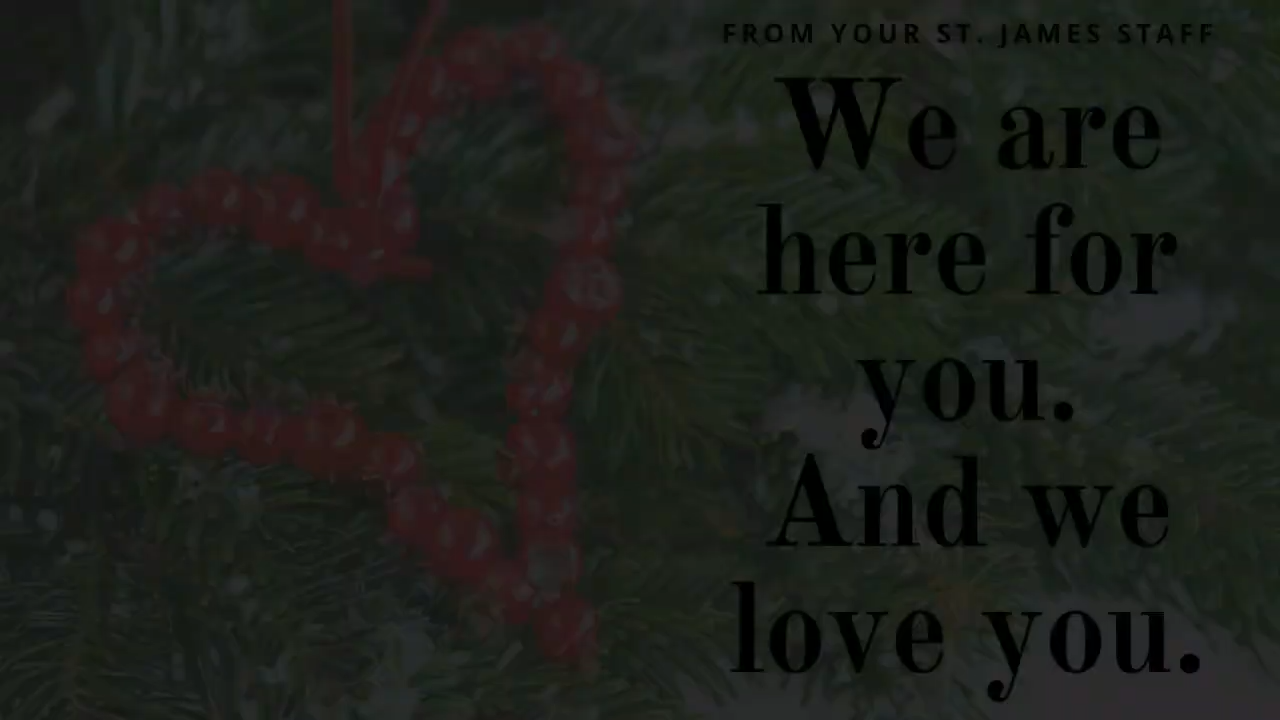 FROM YOUR ST. JAMES STAFF
We are
here for
you.
And we
love you.